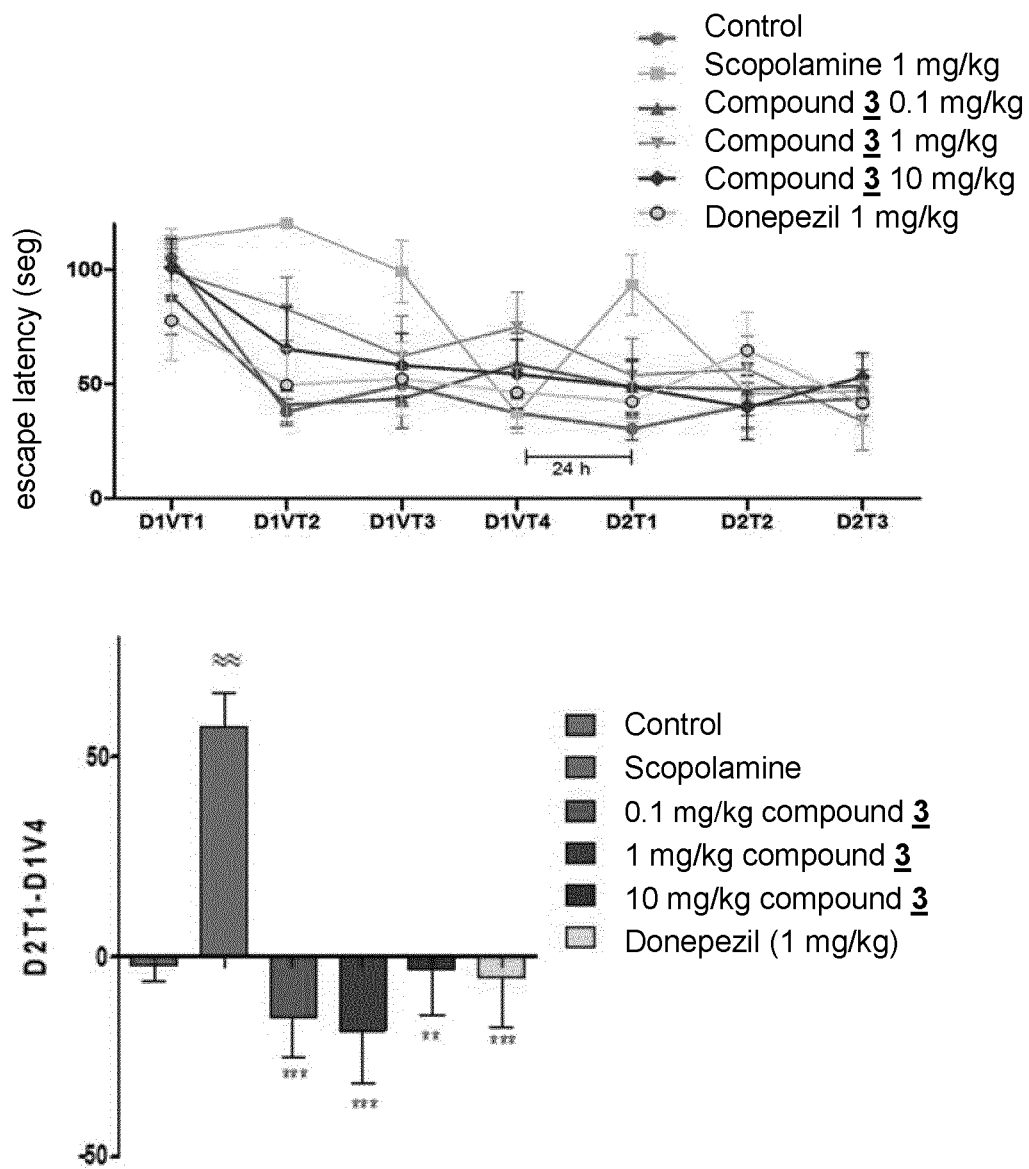 Control
Scopolamine 1 mg/kg
Compound 3 0.1 mg/kg
Compound 3 1 mg/kg
Compound 3 10 mg/kg
Donepezil 1 mg/kg
escape latency (seg)
100
50
0
24 h
D1VT1 D1VT2 D1VT3 D1VT4 D2T1 D2T2 D2T3
D2T1-D1V4
50
0
-50
≈≈
***
***
**
***
Control
Scopolamine
0.1 mg/kg compound 3
1 mg/kg compound 3
10 mg/kg compound 3
Donepezil (1 mg/kg)